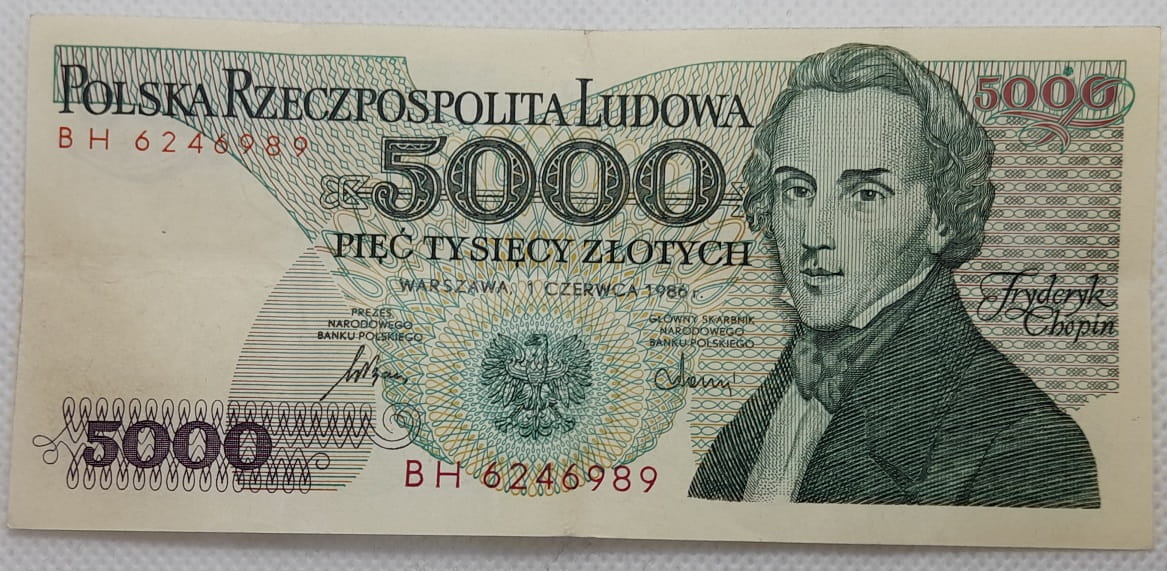 POLSKA RZECZPOSPOLITA LUDOWA
5000
BH 6246989
5000
PIĘĆ TYSIĘCY ZŁOTYCH
WARSZAWA, 1 CZERWCA 1986 r.
PREZES
NARODOWEGO
BANKU POLSKIEGO
GŁÓWNY SKARBNIK
NARODOWEGO
BANKU POLSKIEGO
Fryderyk
Chopin
5000
BH 6246989